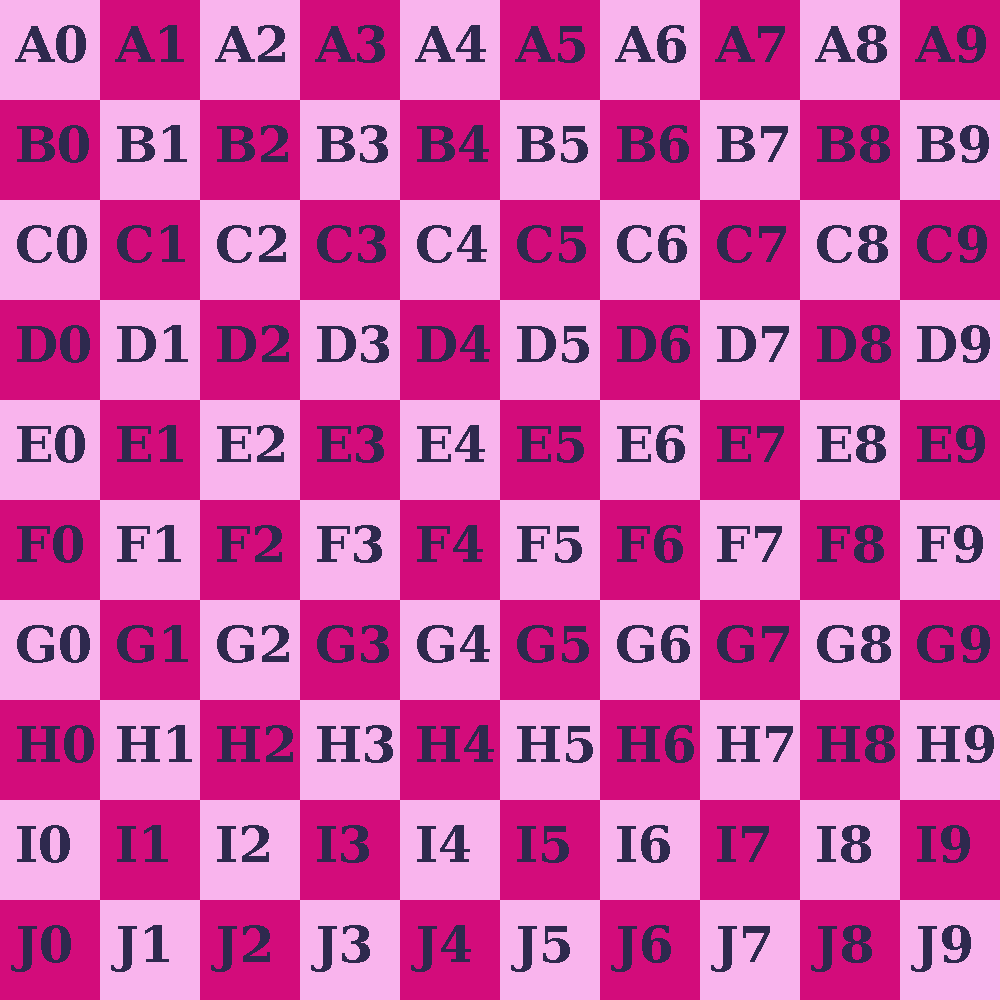 A0 A1 A2 A3 A4 A5 A6 A7 A8 A9
B0 B1 B2 B3 B4 B5 B6 B7 B8 B9
C0 C1 C2 C3 C4 C5 C6 C7 C8 C9
D0 D1 D2 D3 D4 D5 D6 D7 D8 D9
E0 E1 E2 E3 E4 E5 E6 E7 E8 E9
F0 F1 F2 F3 F4 F5 F6 F7 F8 F9
G0 G1 G2 G3 G4 G5 G6 G7 G8 G9
H0 H1 H2 H3 H4 H5 H6 H7 H8 H9
I0 I1 I2 I3 I4 I5 I6 I7 I8 I9
J0 J1 J2 J3 J4 J5 J6 J7 J8 J9